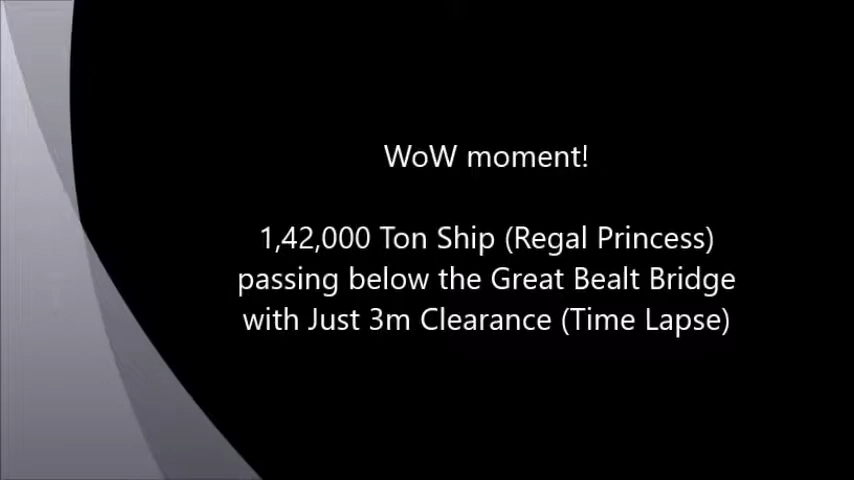 WoW moment!
1,42,000 Ton Ship (Regal Princess)
passing below the Great Bealt Bridge
with Just 3m Clearance (Time Lapse)